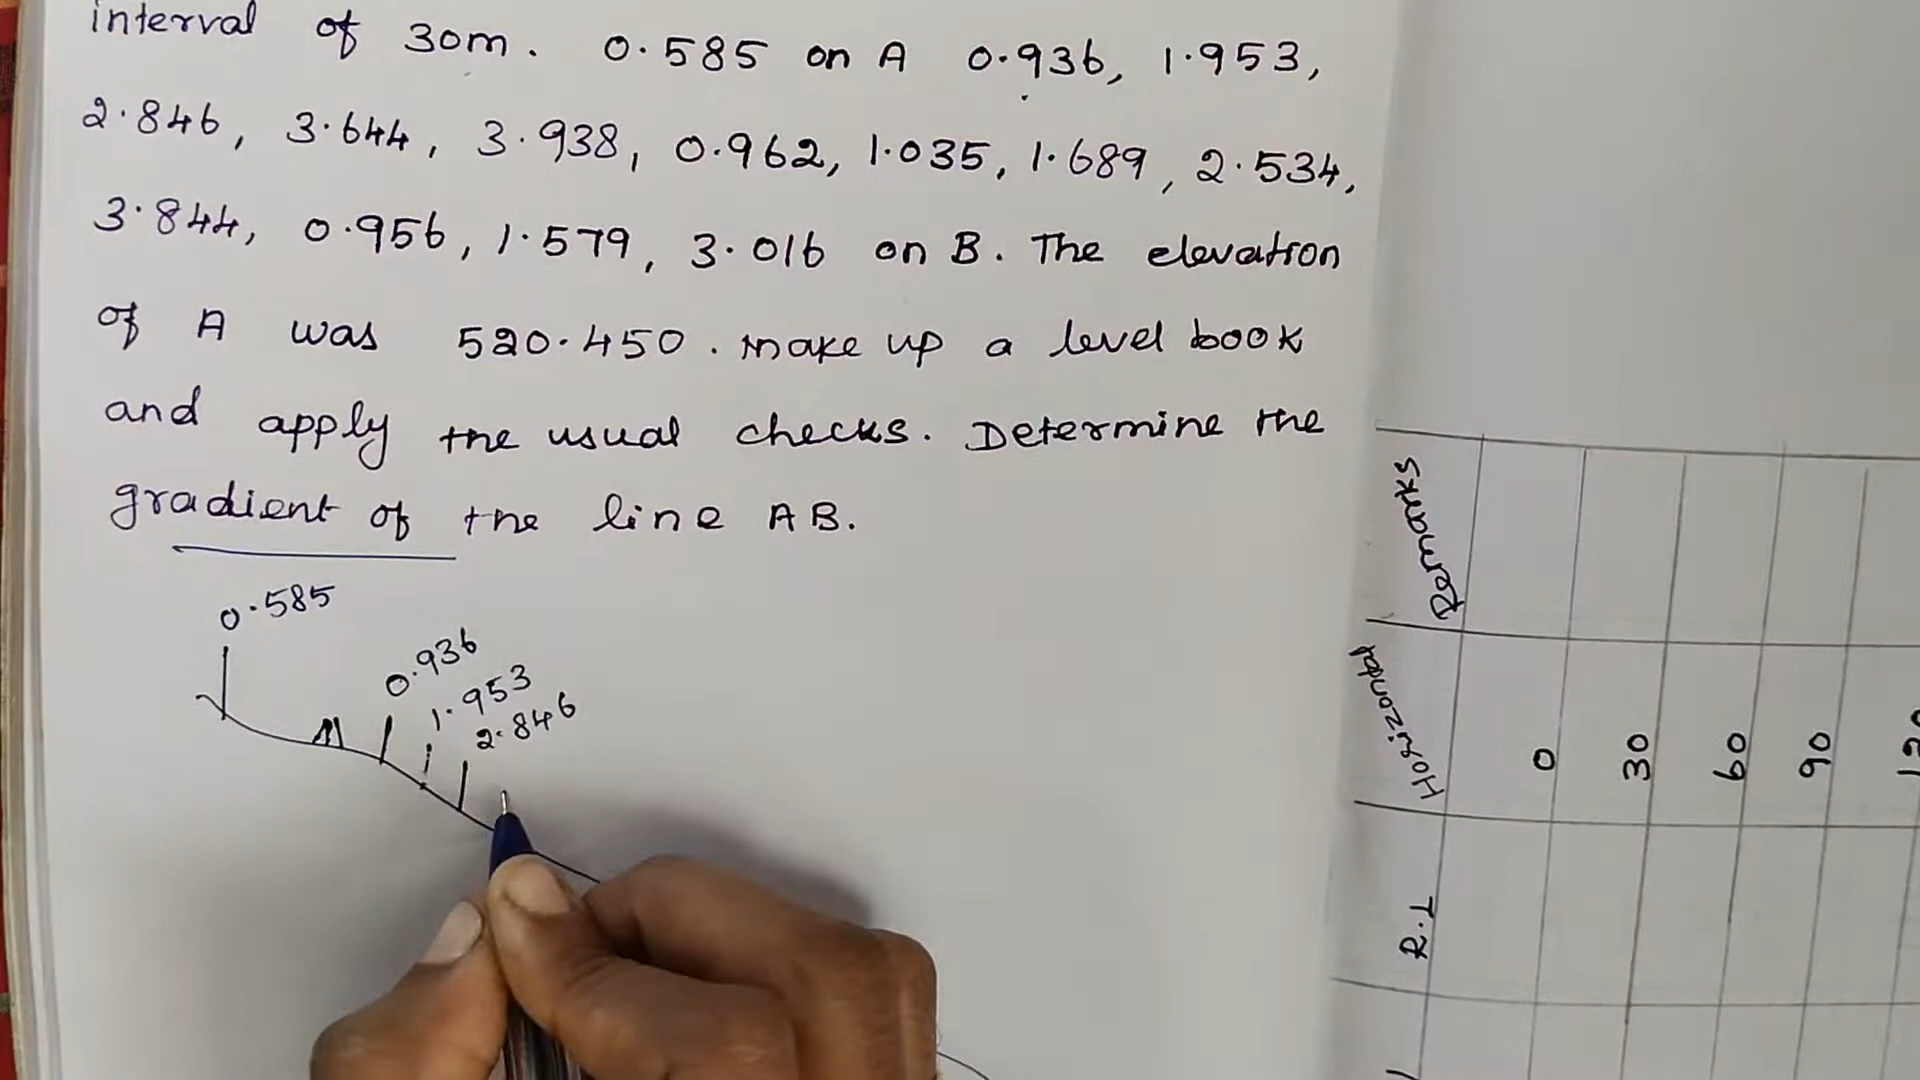 interval of 30m. 0.585 on A 0.936, 1.953,
2.846, 3.644, 3.938, 0.962, 1.035, 1.689, 2.534,
3.844, 0.956, 1.579, 3.016 on B. The elevation
of A was 520.450. make up a level book
and apply the usual checks. Determine the
gradient of the line AB.
0.585
0.936
1.953
2.846
Remarks
Horizondal
0
30
60
90
R.L